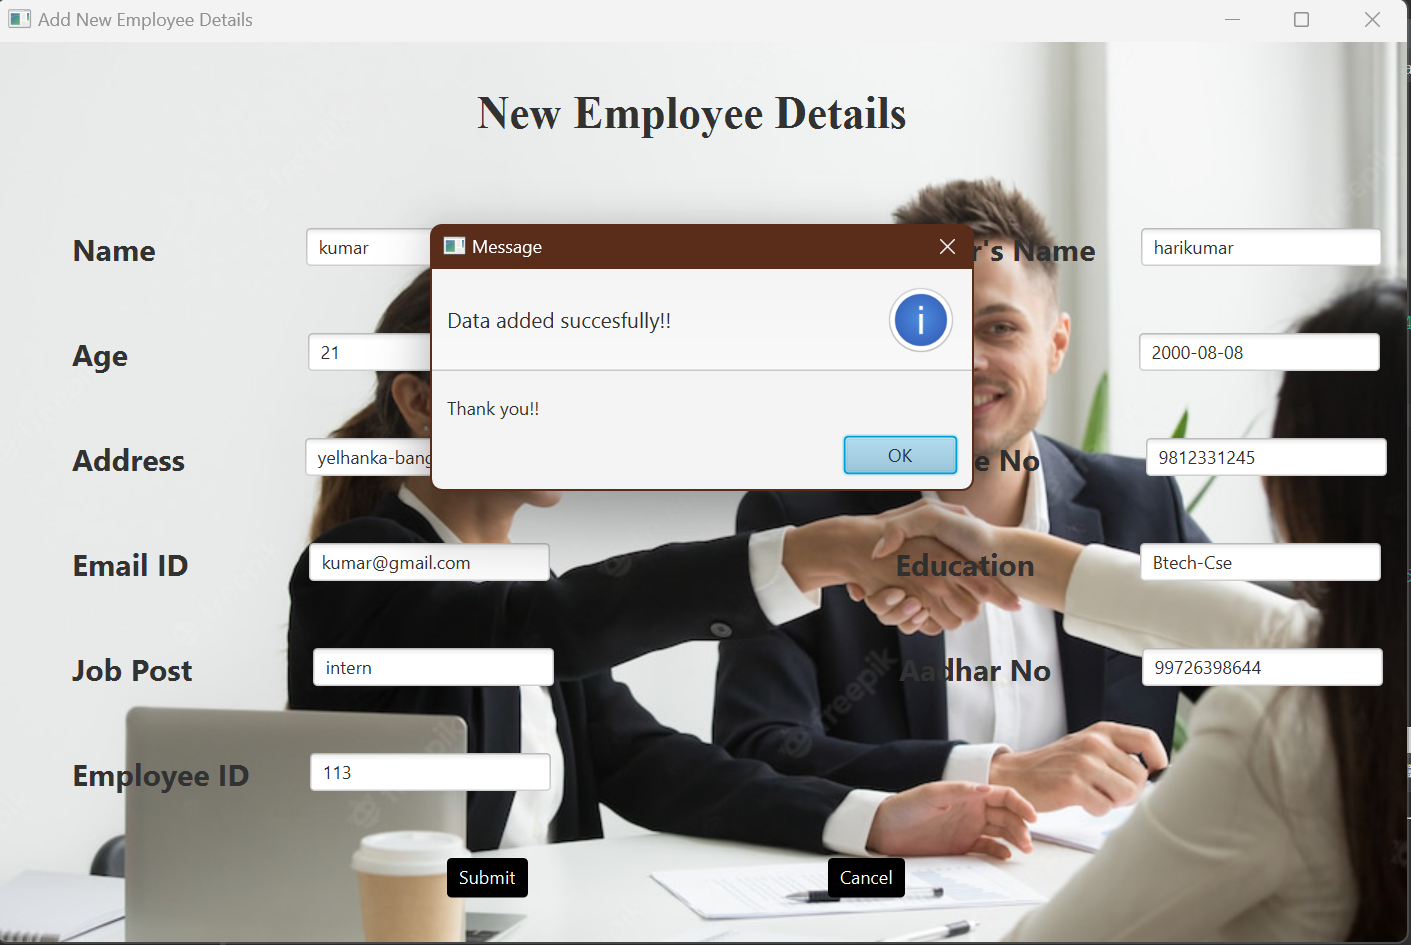 Add New Employee Details
New Employee Details
Name
kumar
r's Name
harikumar
Message
Data added succesfully!!
Thank you!!
OK
Age
21
2000-08-08
Address
yelhanka-bang
e No
9812331245
Email ID
kumar@gmail.com
Education
Btech-Cse
Job Post
intern
Aadhar No
99726398644
freepik
Employee ID
113
Submit
Cancel